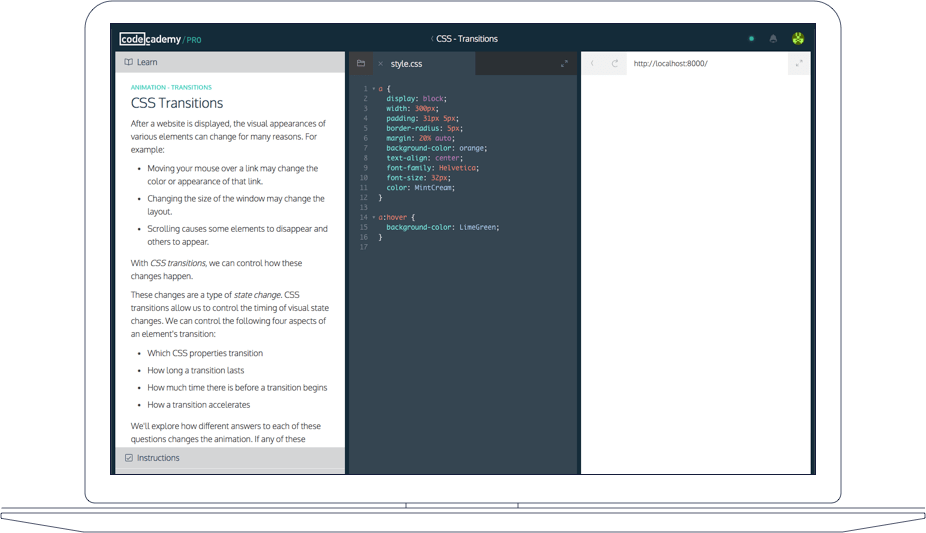 codecademy / PRO
‹ CSS - Transitions
Learn
ANIMATION - TRANSITIONS
CSS Transitions
After a website is displayed, the visual appearances of
various elements can change for many reasons. For
example:
• Moving your mouse over a link may change the
color or appearance of that link.
• Changing the size of the window may change the
layout.
• Scrolling causes some elements to disappear and
others to appear.
With CSS transitions, we can control how these
changes happen.
These changes are a type of state change. CSS
transitions allow us to control the timing of visual state
changes. We can control the following four aspects of
an element's transition:
• Which CSS properties transition
• How long a transition lasts
• How much time there is before a transition begins
• How a transition accelerates
We'll explore how different answers to each of these
questions changes the animation. If any of these
Instructions
× style.css
1 a {
2 display: block;
3 width: 300px;
4 padding: 31px 5px;
5 border-radius: 5px;
6 margin: 20% auto;
7 background-color: orange;
8 text-align: center;
9 font-family: Helvetica;
10 font-size: 32px;
11 color: MintCream;
12 }
13
14 a:hover {
15 background-color: LimeGreen;
16 }
17
http://localhost:8000/